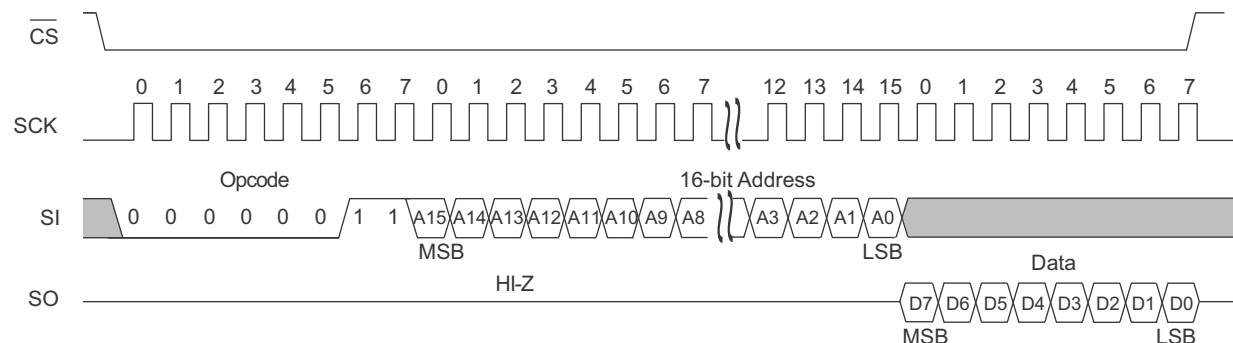 CS
0 1 2 3 4 5 6 7 0 1 2 3 4 5 6 7 12 13 14 15 0 1 2 3 4 5 6 7
SCK
Opcode 16-bit Address
SI 0 0 0 0 0 0 1 1 A15 A14 A13 A12 A11 A10 A9 A8 A3 A2 A1 A0
MSB LSB
HI-Z Data
SO D7 D6 D5 D4 D3 D2 D1 D0
MSB LSB